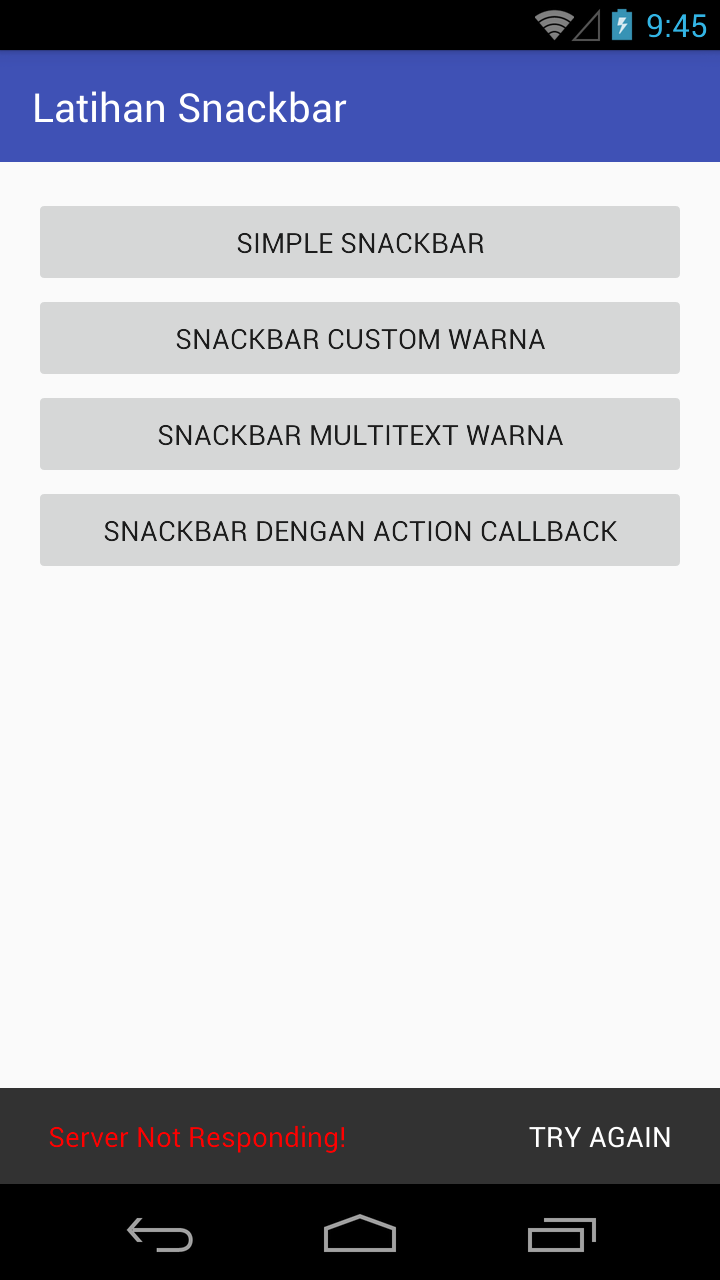 9:45
Latihan Snackbar
SIMPLE SNACKBAR
SNACKBAR CUSTOM WARNA
SNACKBAR MULTITEXT WARNA
SNACKBAR DENGAN ACTION CALLBACK
Server Not Responding! TRY AGAIN